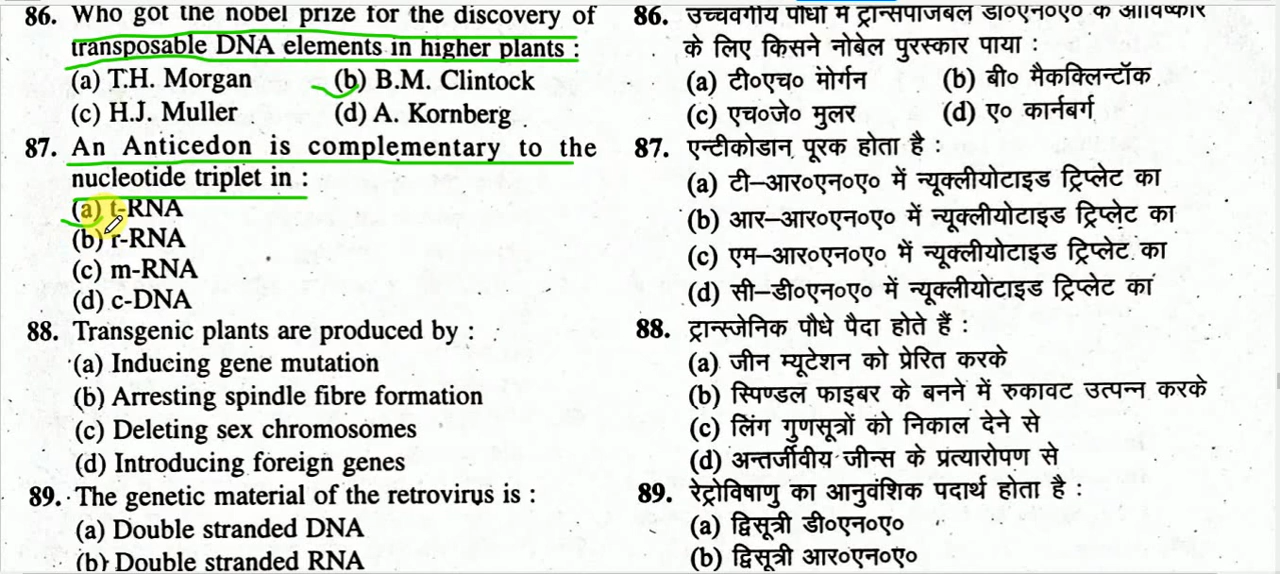 86. Who got the nobel prize for the discovery of
transposable DNA elements in higher plants :
(a) T.H. Morgan (b) B.M. Clintock
(c) H.J. Muller (d) A. Kornberg
87. An Anticedon is complementary to the
nucleotide triplet in :
(a) t-RNA
(b) r-RNA
(c) m-RNA
(d) c-DNA
88. Transgenic plants are produced by :
(a) Inducing gene mutation
(b) Arresting spindle fibre formation
(c) Deleting sex chromosomes
(d) Introducing foreign genes
89. The genetic material of the retrovirus is :
(a) Double stranded DNA
(b) Double stranded RNA
86. उच्चवर्गीय पौधों में ट्रान्सपोजेबल डी०एन०ए० के आविष्कार
के लिए किसने नोबेल पुरस्कार पाया :
(a) टी०एच० मोर्गन (b) बी० मैकक्लिन्टॉक
(c) एच०जे० मुलर (d) ए० कार्नबर्ग
87. एन्टीकोडान पूरक होता है :
(a) टी–आर०एन०ए० में न्यूक्लीयोटाइड ट्रिप्लेट का
(b) आर–आर०एन०ए० में न्यूक्लीयोटाइड ट्रिप्लेट का
(c) एम–आर०एन०ए० में न्यूक्लीयोटाइड ट्रिप्लेट का
(d) सी–डी०एन०ए० में न्यूक्लीयोटाइड ट्रिप्लेट का
88. ट्रान्स्जेनिक पौधे पैदा होते हैं :
(a) जीन म्यूटेशन को प्रेरित करके
(b) स्पिण्डल फाइबर के बनने में रुकावट उत्पन्न करके
(c) लिंग गुणसूत्रों को निकाल देने से
(d) अन्तर्जीवीय जीन्स के प्रत्यारोपण से
89. रेट्रोविषाणु का आनुवंशिक पदार्थ होता है :
(a) द्विसूत्री डी०एन०ए०
(b) द्विसूत्री आर०एन०ए०